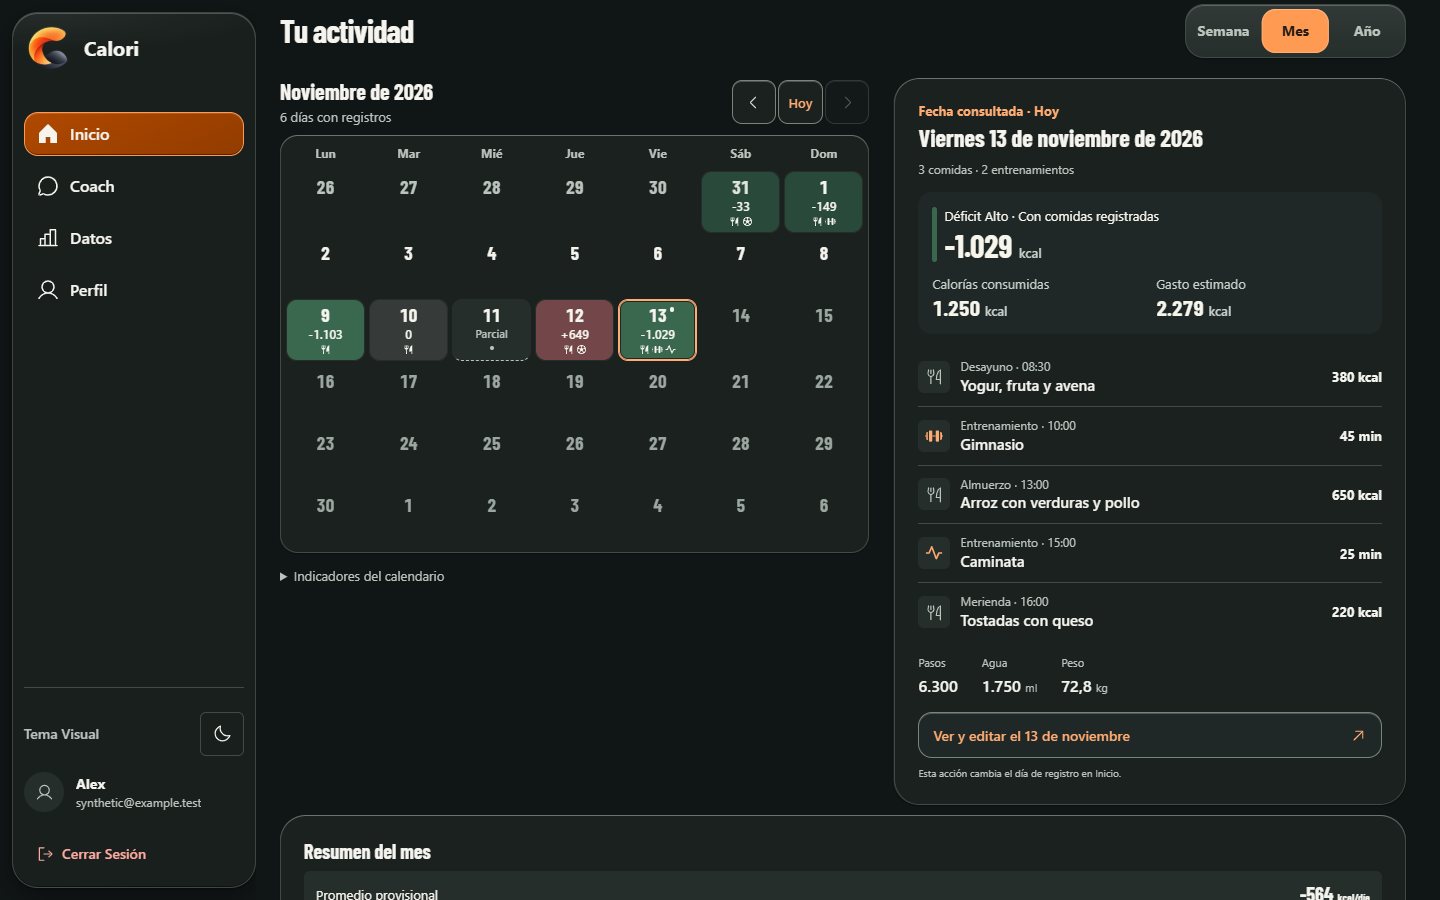 Calori
Inicio
Coach
Datos
Perfil
Tema Visual
Alex
synthetic@example.test
Cerrar Sesión
Tu actividad
Semana Mes Año
Noviembre de 2026
6 días con registros
Hoy
Lun Mar Mié Jue Vie Sáb Dom
26 27 28 29 30 31 1
-33 -149
2 3 4 5 6 7 8
9 10 11 12 13 14 15
-1.103 0 Parcial +649 -1.029
16 17 18 19 20 21 22
23 24 25 26 27 28 29
30 1 2 3 4 5 6
Indicadores del calendario
Fecha consultada · Hoy
Viernes 13 de noviembre de 2026
3 comidas · 2 entrenamientos
Déficit Alto · Con comidas registradas
-1.029 kcal
Calorías consumidas Gasto estimado
1.250 kcal 2.279 kcal
Desayuno · 08:30
Yogur, fruta y avena 380 kcal
Entrenamiento · 10:00
Gimnasio 45 min
Almuerzo · 13:00
Arroz con verduras y pollo 650 kcal
Entrenamiento · 15:00
Caminata 25 min
Merienda · 16:00
Tostadas con queso 220 kcal
Pasos Agua Peso
6.300 1.750 ml 72,8 kg
Ver y editar el 13 de noviembre
Esta acción cambia el día de registro en Inicio.
Resumen del mes
Promedio provisional -564 kcal/día